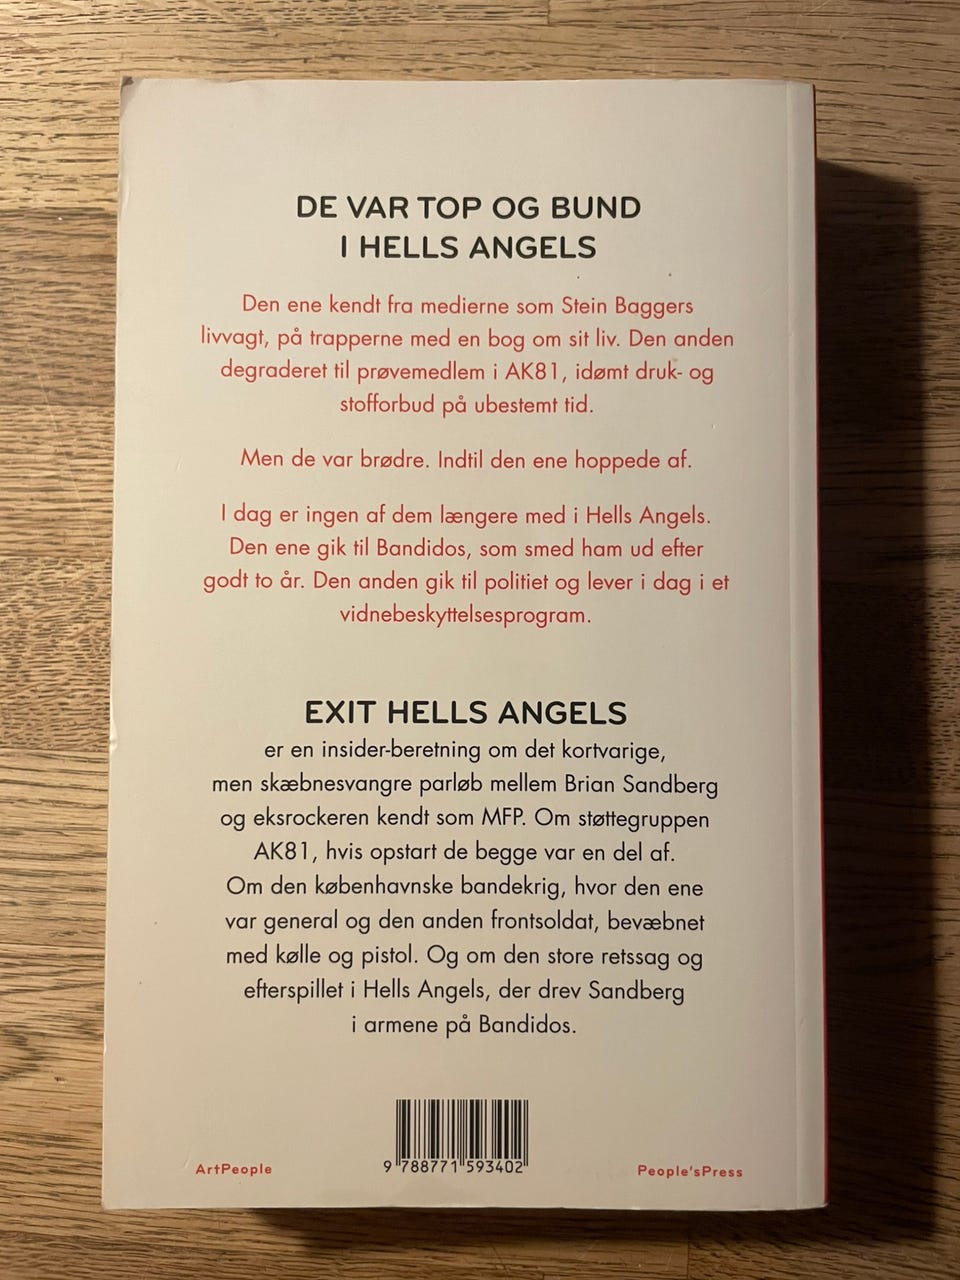 DE VAR TOP OG BUND
I HELLS ANGELS
Den ene kendt fra medierne som Stein Baggers
livvagt, på trapperne med en bog om sit liv. Den anden
degraderet til prøvemedlem i AK81, idømt druk- og
stofforbud på ubestemt tid.
Men de var brødre. Indtil den ene hoppede af.
I dag er ingen af dem længere med i Hells Angels.
Den ene gik til Bandidos, som smed ham ud efter
godt to år. Den anden gik til politiet og lever i dag i et
vidnebeskyttelsesprogram.
EXIT HELLS ANGELS
er en insider-beretning om det kortvarige,
men skæbnesvangre parløb mellem Brian Sandberg
og eksrockeren kendt som MFP. Om støttegruppen
AK81, hvis opstart de begge var en del af.
Om den københavnske bandekrig, hvor den ene
var general og den anden frontsoldat, bevæbnet
med kølle og pistol. Og om den store retssag og
efterspillet i Hells Angels, der drev Sandberg
i armene på Bandidos.
9 788771 593402
ArtPeople
People'sPress